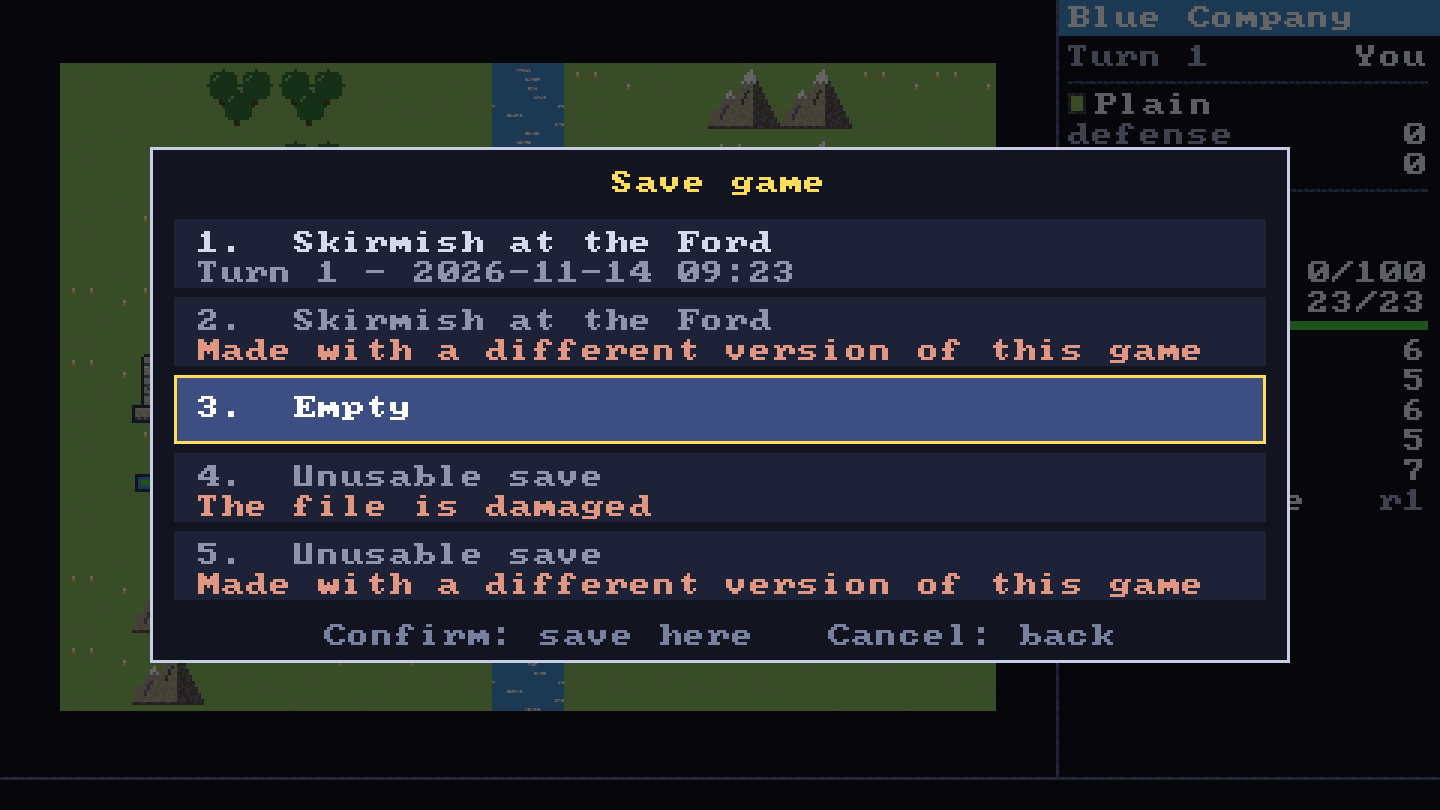 Blue Company
Turn 1 You
Plain
defense 0
0
Save game
1. Skirmish at the Ford
Turn 1 - 2026-11-14 09:23
2. Skirmish at the Ford
Made with a different version of this game
3. Empty
4. Unusable save
The file is damaged
5. Unusable save
Made with a different version of this game
Confirm: save here Cancel: back
0/100
23/23
6
5
6
5
7
r1